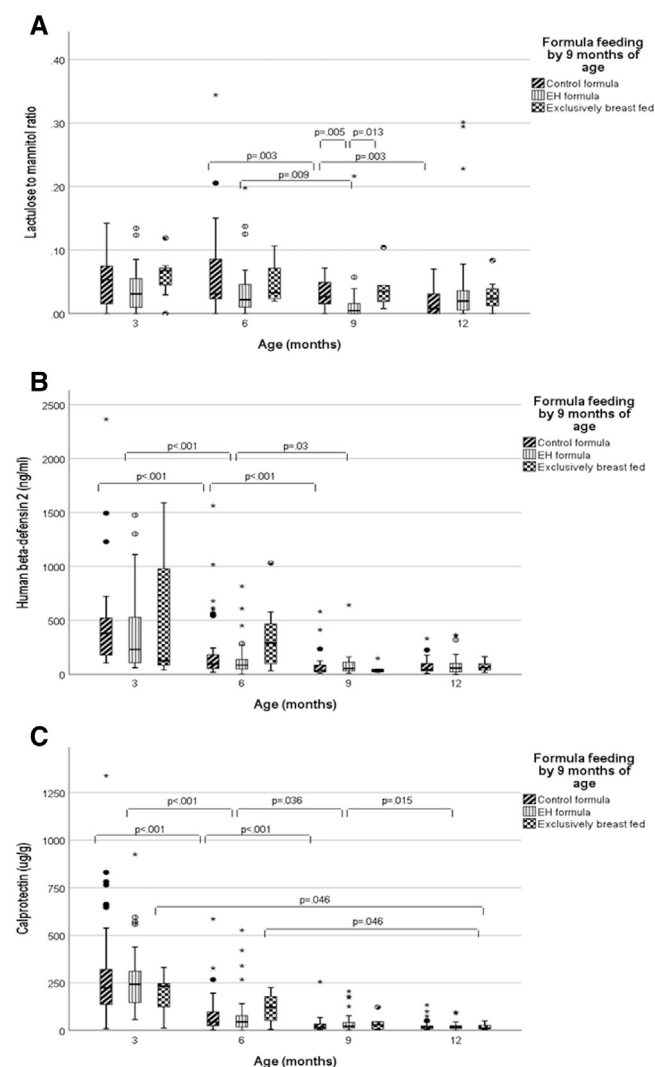 A
Formula feeding
by 9 months of
age
Control formula
EH formula
Exclusively breast fed
Lactulose to mannitol ratio
.40
.30
.20
.10
.00
p=.005 p=.013
p=.003 p=.003
p=.009
3 6 9 12
Age (months)
B
Formula feeding
by 9 months of
age
Control formula
EH formula
Exclusively breast fed
Human beta-defensin 2 (ng/ml)
2500
2000
1500
1000
500
0
p<.001 p=.03
p<.001 p<.001
3 6 9 12
Age (months)
C
Formula feeding
by 9 months of
age
Control formula
EH formula
Exclusively breast fed
Calprotectin (ug/g)
1250
1000
750
500
250
0
p<.001 p=.036 p=.015
p<.001 p<.001
p=.046
p=.046
3 6 9 12
Age (months)